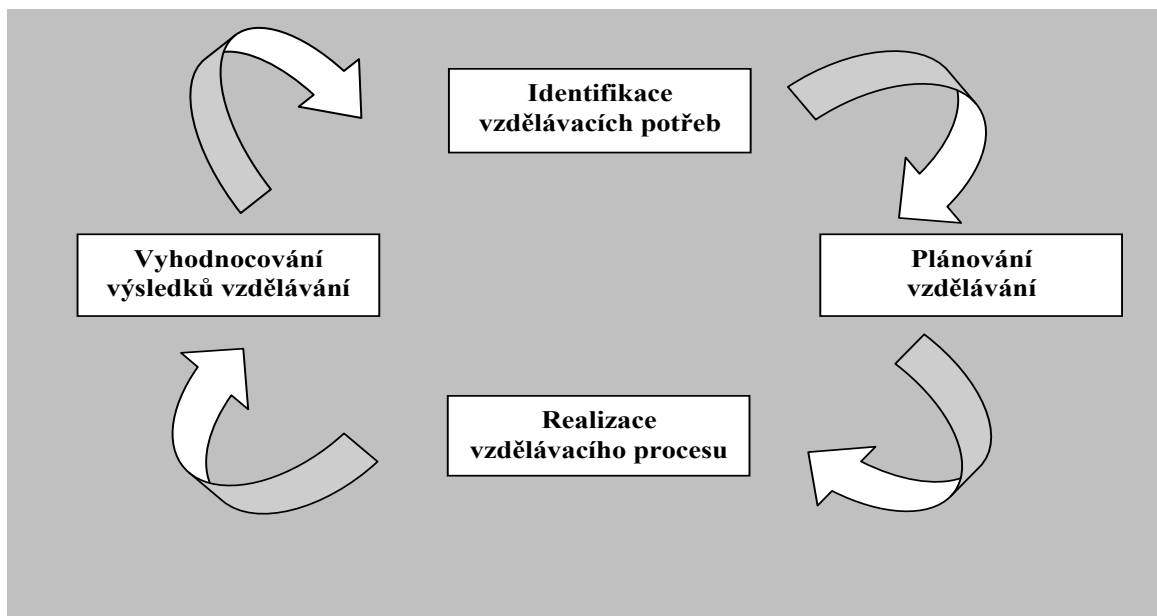 Identifikace
vzdělávacích potřeb
Vyhodnocování
výsledků vzdělávání
Plánování
vzdělávání
Realizace
vzdělávacího procesu